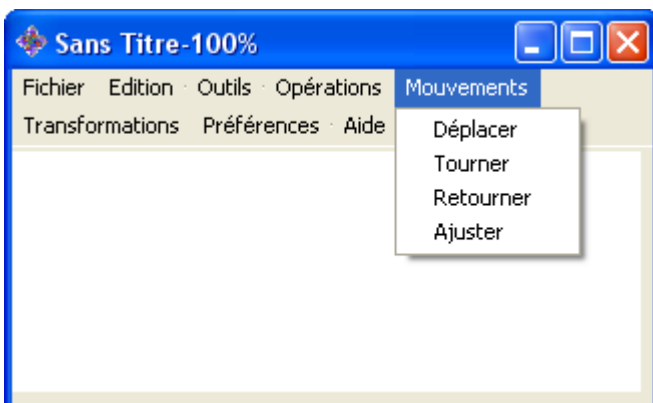 Sans Titre-100%
Fichier Edition Outils Opérations Mouvements
Transformations Préférences Aide
Déplacer
Tourner
Retourner
Ajuster